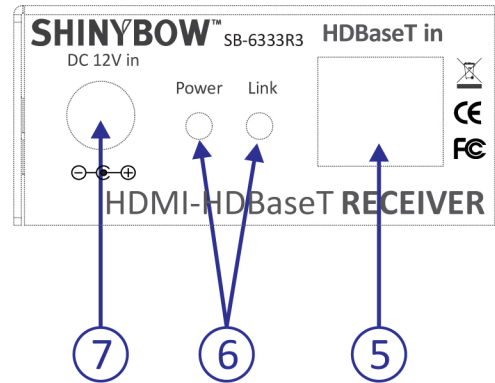 SHINYBOW™ SB-6333R3 HDBaseT in
DC 12V in
Power Link
CE
FC
HDMI-HDBaseT RECEIVER
7 6 5